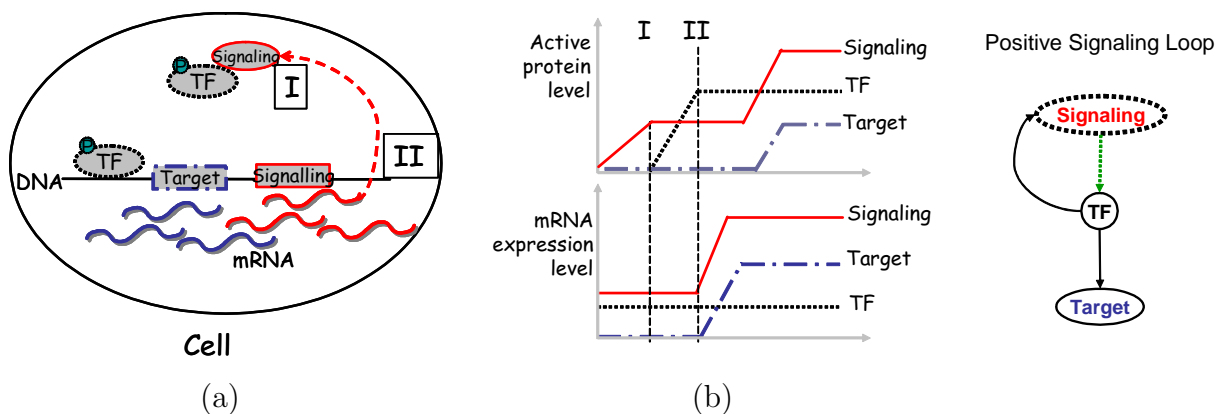 Signaling
P
TF
I
II
P
TF
DNA
Target
Signalling
mRNA
Cell
(a)
I
II
Active
protein
level
Signaling
TF
Target
mRNA
expression
level
Signaling
Target
TF
(b)
Positive Signaling Loop
Signaling
TF
Target